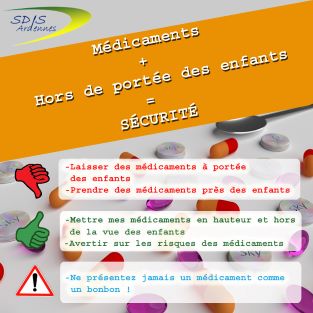 SDIS
Ardennes
Médicaments
+
Hors de portée des enfants
=
SÉCURITÉ
-Laisser des médicaments à portée
des enfants
-Prendre des médicaments près des enfants
-Mettre mes médicaments en hauteur et hors
de la vue des enfants
-Avertir sur les risques des médicaments
-Ne présentez jamais un médicament comme
un bonbon !
SKY
SKY